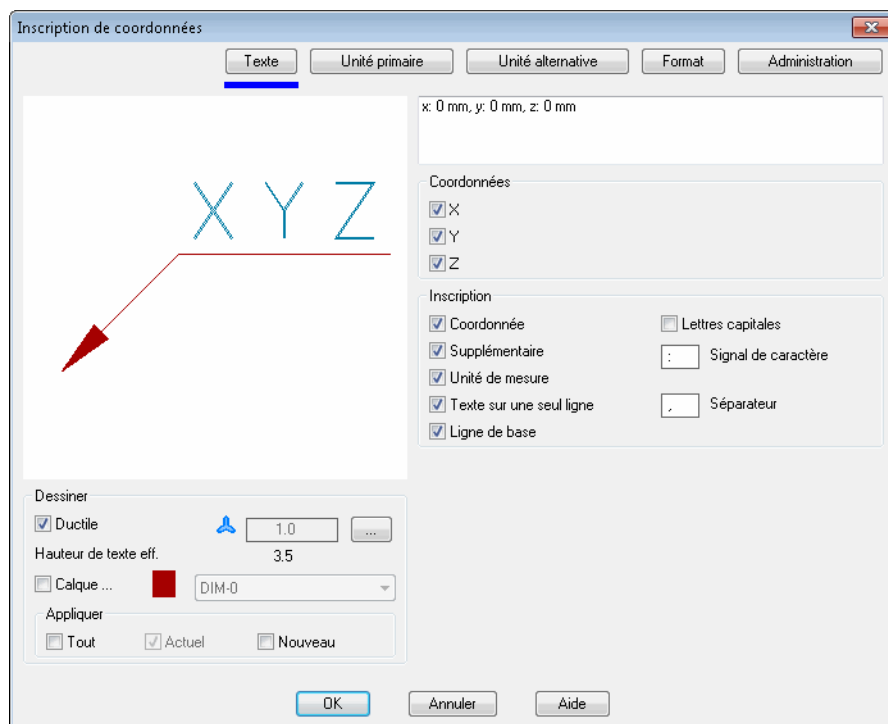 Inscription de coordonnées
Texte Unité primaire Unité alternative Format Administration
x: 0 mm, y: 0 mm, z: 0 mm
X Y Z
Coordonnées
X
Y
Z
Inscription
Coordonnée Lettres capitales
Supplémentaire : Signal de caractère
Unité de mesure
Texte sur une seul ligne , Séparateur
Ligne de base
Dessiner
Ductile 1.0 ...
Hauteur de texte eff. 3.5
Calque ... DIM-0
Appliquer
Tout Actuel Nouveau
OK Annuler Aide